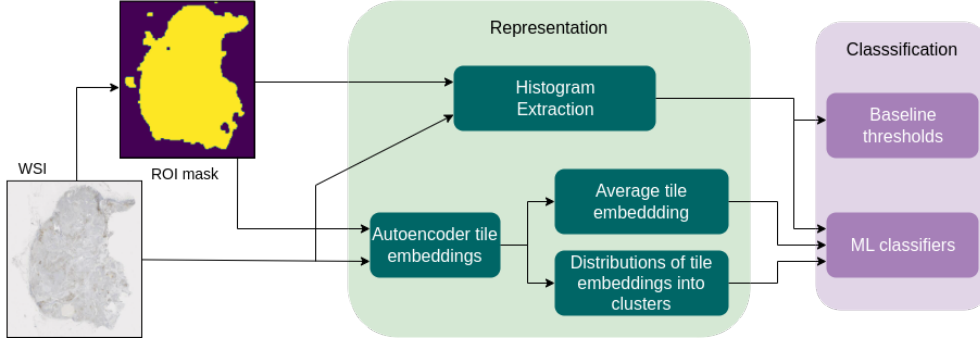 WSI
ROI mask
Representation
Histogram
Extraction
Autoencoder tile
embeddings
Average tile
embeddding
Distributions of tile
embeddings into
clusters
Classsification
Baseline
thresholds
ML classifiers